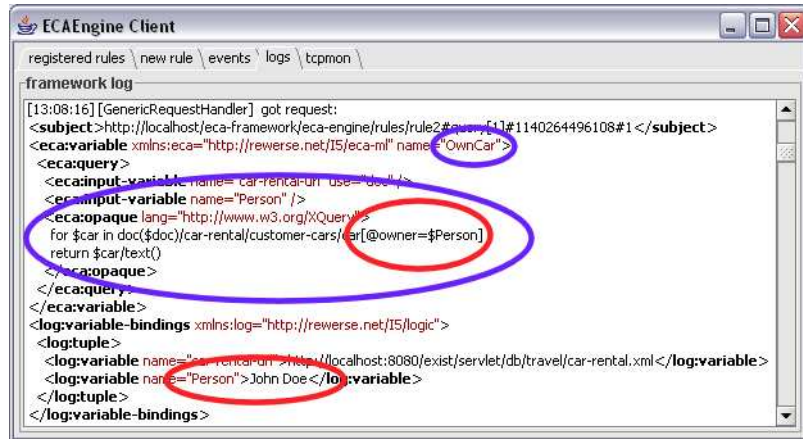 ECAEngine Client
registered rules \ new rule \ events \ logs \ tcpmon \
framework log
[13:08:16] [GenericRequestHandler] got request:
<subject>http://localhost/eca-framework/eca-engine/rules/rule2#query[1]#1140264496108#1</subject>
<eca:variable xmlns:eca="http://rewerse.net/I5/eca-ml" name="OwnCar">
<eca:query>
<eca:input-variable name="car-rental-uri" use="doc" />
<eca:input-variable name="Person" />
<eca:opaque lang="http://www.w3.org/XQuery">
for $car in doc($doc)/car-rental/customer-cars/car[@owner=$Person]
return $car/text()
</eca:opaque>
</eca:query>
</eca:variable>
<log:variable-bindings xmlns:log="http://rewerse.net/I5/logic">
<log:tuple>
<log:variable name="car-rental-uri">http://localhost:8080/exist/servlet/db/travel/car-rental.xml</log:variable>
<log:variable name="Person">John Doe</log:variable>
</log:tuple>
</log:variable-bindings>